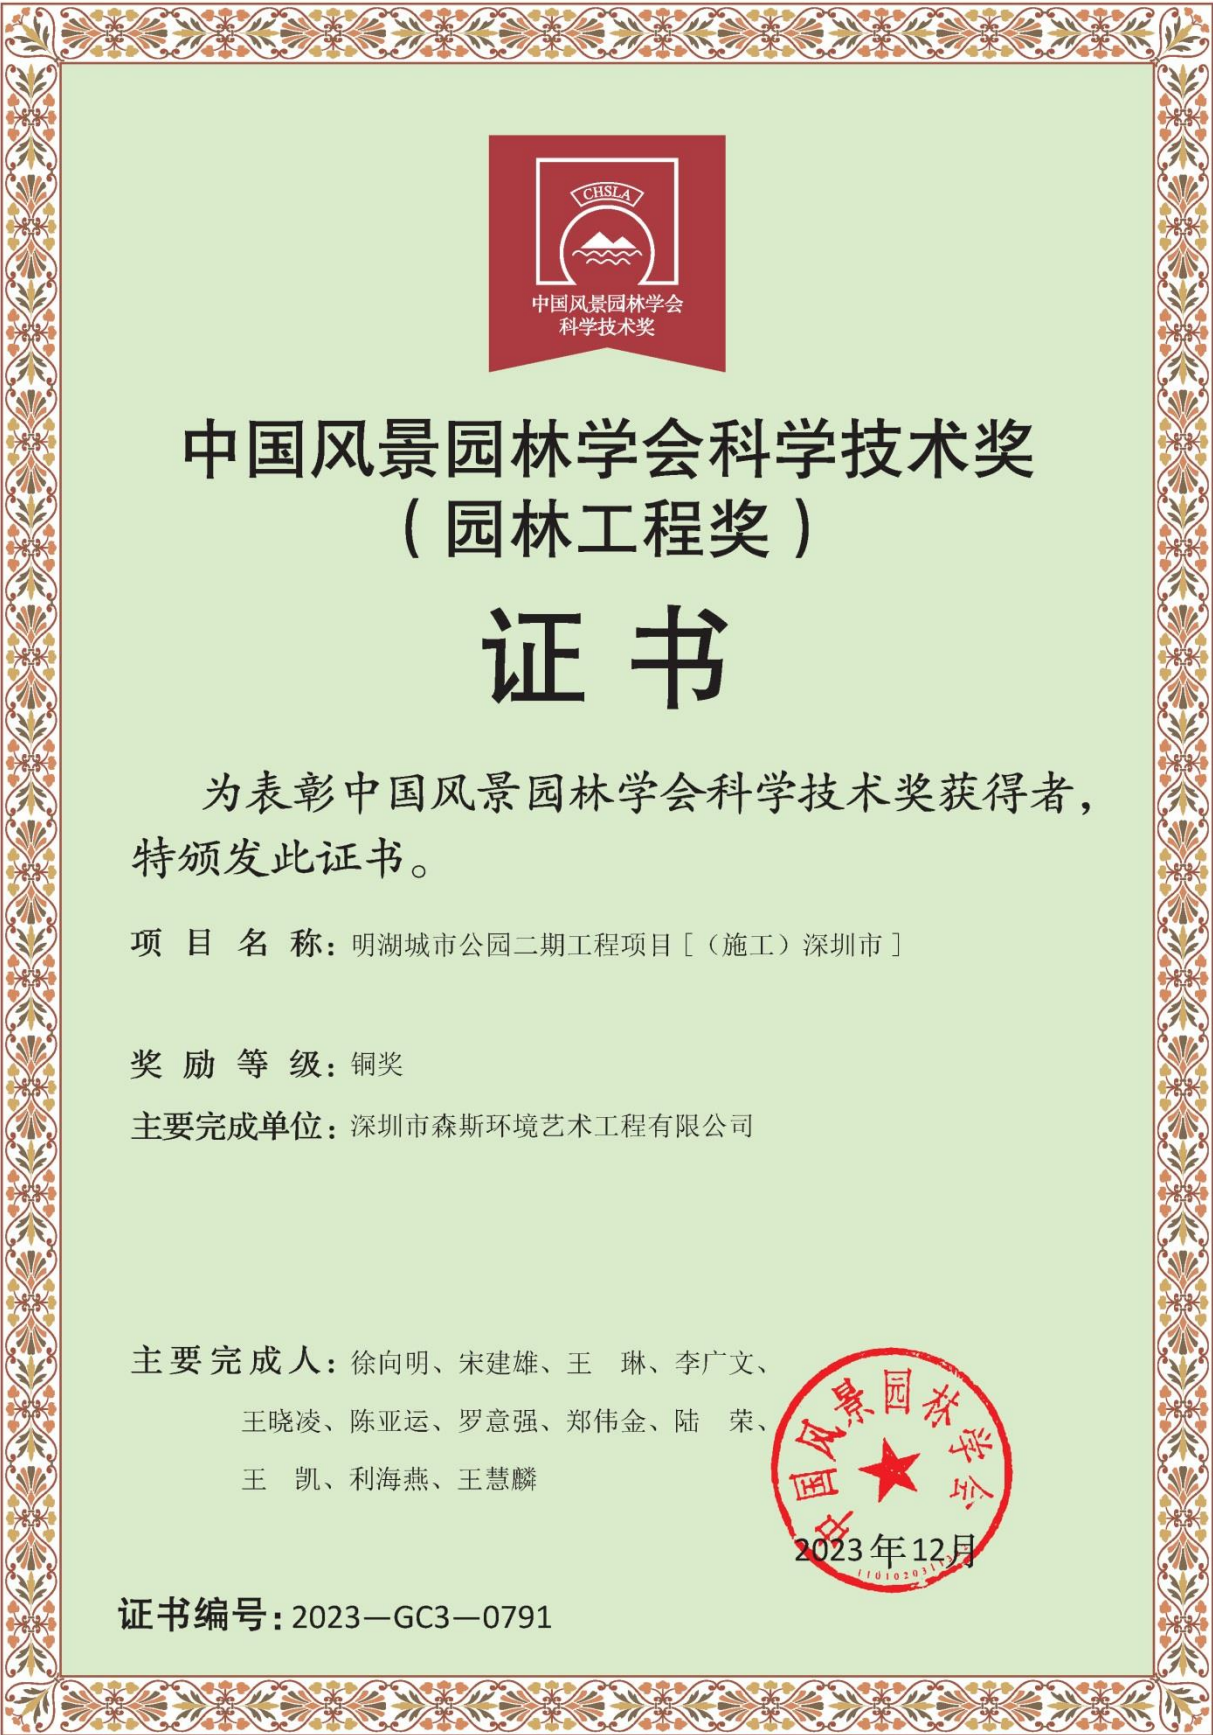 CHSLA
中国风景园林学会
科学技术奖
中国风景园林学会科学技术奖
（园林工程奖）
证书
为表彰中国风景园林学会科学技术奖获得者，
特颁发此证书。
项目名称：明湖城市公园二期工程项目［（施工）深圳市］
奖励等级：铜奖
主要完成单位：深圳市森斯环境艺术工程有限公司
主要完成人：徐向明、宋建雄、王　琳、李广文、
王晓凌、陈亚运、罗意强、郑伟金、陆　荣、
王　凯、利海燕、王慧麟
中国风景园林学会
2023年12月
证书编号：2023—GC3—0791